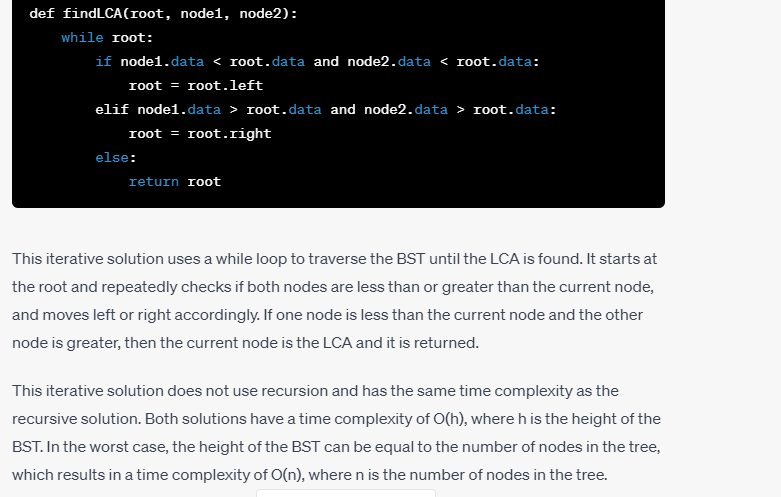 def findLCA(root, node1, node2):
    while root:
        if node1.data < root.data and node2.data < root.data:
            root = root.left
        elif node1.data > root.data and node2.data > root.data:
            root = root.right
        else:
            return root
This iterative solution uses a while loop to traverse the BST until the LCA is found. It starts at
the root and repeatedly checks if both nodes are less than or greater than the current node,
and moves left or right accordingly. If one node is less than the current node and the other
node is greater, then the current node is the LCA and it is returned.
This iterative solution does not use recursion and has the same time complexity as the
recursive solution. Both solutions have a time complexity of O(h), where h is the height of the
BST. In the worst case, the height of the BST can be equal to the number of nodes in the tree,
which results in a time complexity of O(n), where n is the number of nodes in the tree.